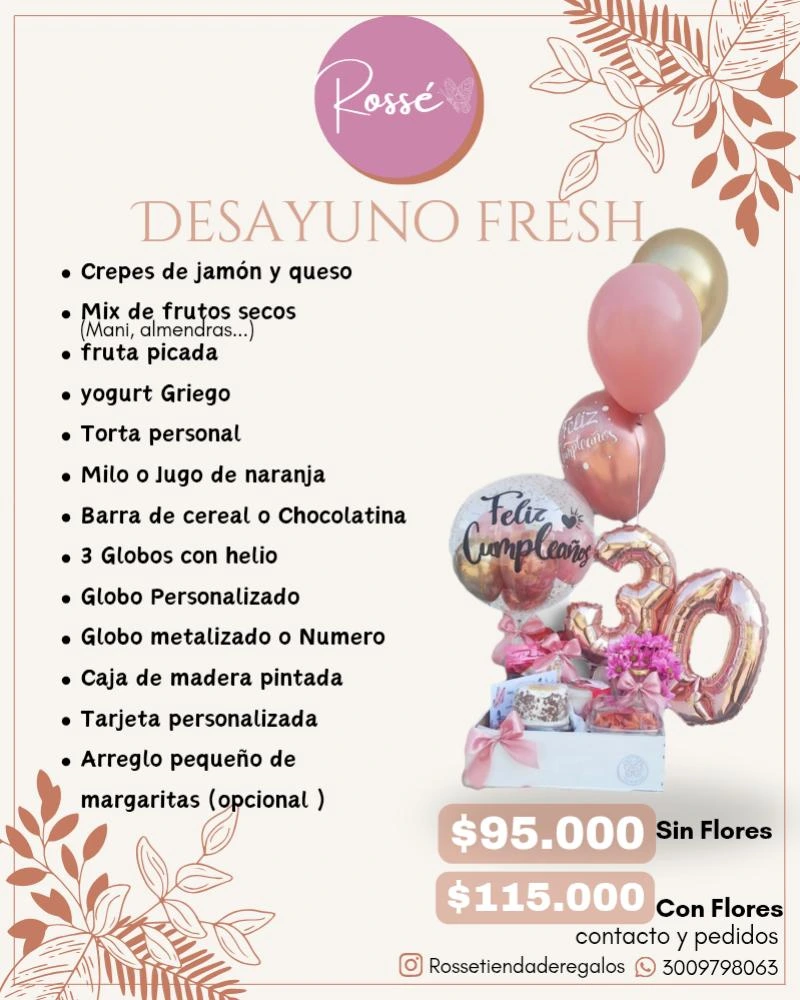 Rossé
DESAYUNO FRESH
• Crepes de jamón y queso
• Mix de frutos secos
(Mani, almendras...)
• fruta picada
• yogurt Griego
• Torta personal
• Milo o Jugo de naranja
• Barra de cereal o Chocolatina
• 3 Globos con helio
• Globo Personalizado
• Globo metalizado o Numero
• Caja de madera pintada
• Tarjeta personalizada
• Arreglo pequeño de
margaritas (opcional )
Feliz
cumpleaños
Feliz
Cumpleaños
30
$95.000 Sin Flores
$115.000 Con Flores
contacto y pedidos
Rossetiendaderegalos 3009798063